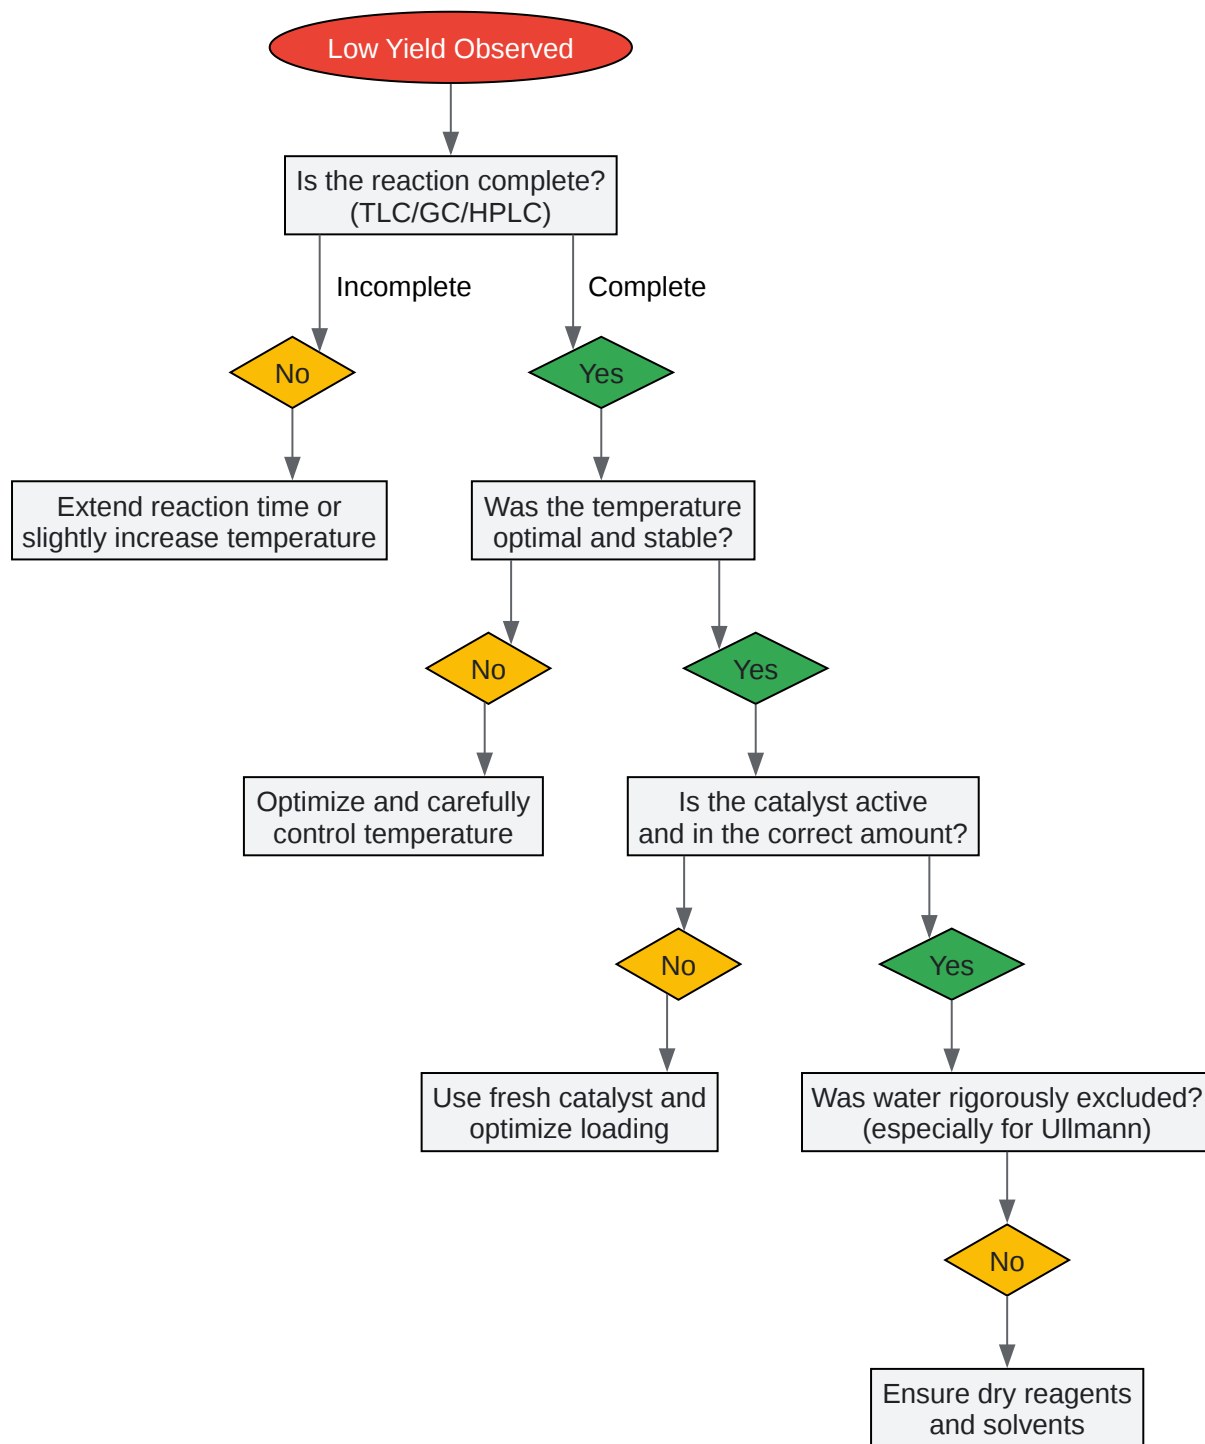 Low Yield Observed
Is the reaction complete?
(TLC/GC/HPLC)
Incomplete
Complete
No
Yes
Extend reaction time or
slightly increase temperature
Was the temperature
optimal and stable?
No
Yes
Optimize and carefully
control temperature
Is the catalyst active
and in the correct amount?
No
Yes
Use fresh catalyst and
optimize loading
Was water rigorously excluded?
(especially for Ullmann)
No
Ensure dry reagents
and solvents